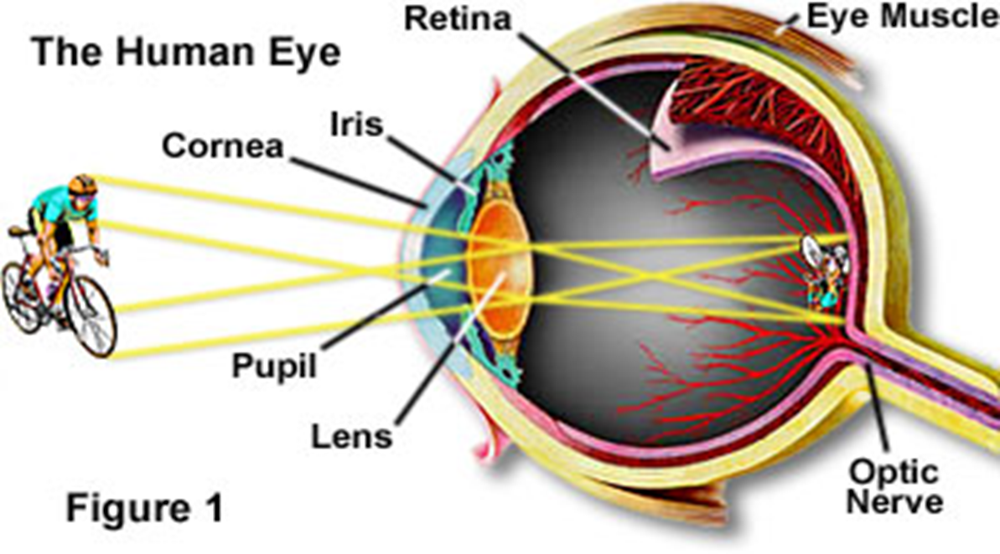 Retina
Eye Muscle
The Human Eye
Iris
Cornea
Pupil
Lens
Optic
Nerve
Figure 1